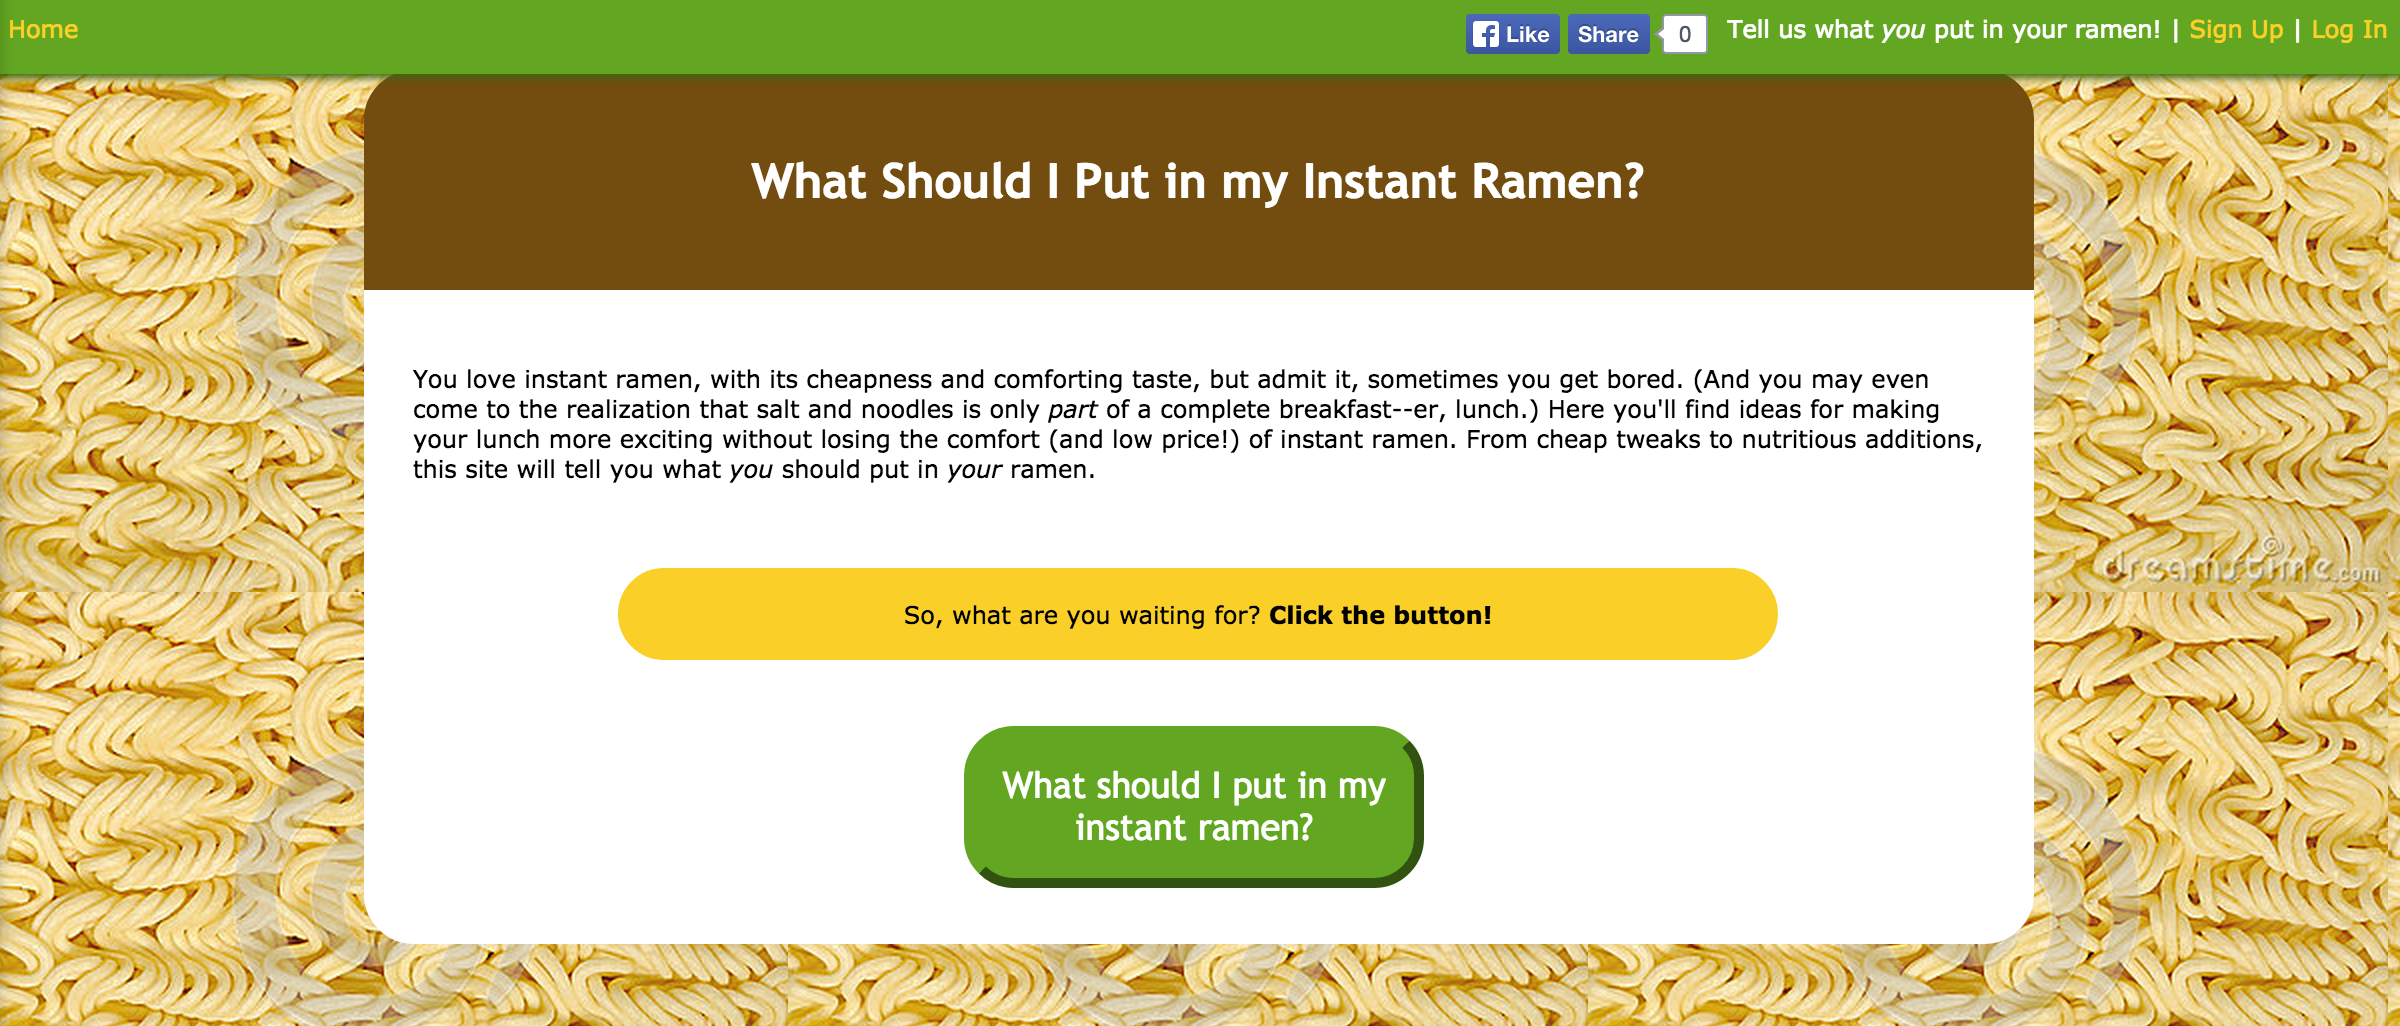 Home
Like Share 0 Tell us what you put in your ramen! | Sign Up | Log In
What Should I Put in my Instant Ramen?
You love instant ramen, with its cheapness and comforting taste, but admit it, sometimes you get bored. (And you may even
come to the realization that salt and noodles is only part of a complete breakfast--er, lunch.) Here you'll find ideas for making
your lunch more exciting without losing the comfort (and low price!) of instant ramen. From cheap tweaks to nutritious additions,
this site will tell you what you should put in your ramen.
dreamstime.com
So, what are you waiting for? Click the button!
What should I put in my
instant ramen?